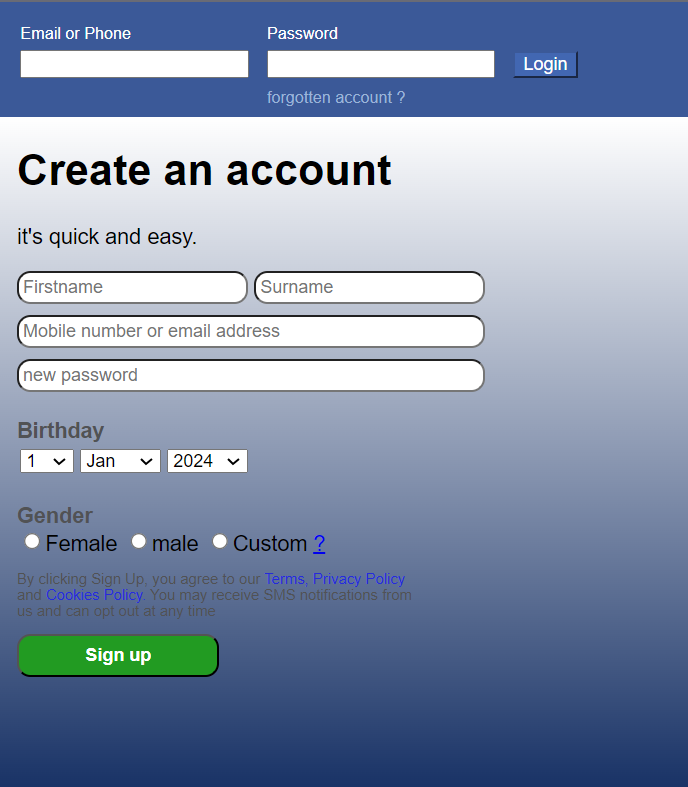 Email or Phone Password
Login
forgotten account ?
Create an account
it's quick and easy.
Firstname Surname
Mobile number or email address
new password
Birthday
1 Jan 2024
Gender
Female male Custom ?
By clicking Sign Up, you agree to our Terms, Privacy Policy
and Cookies Policy. You may receive SMS notifications from
us and can opt out at any time
Sign up